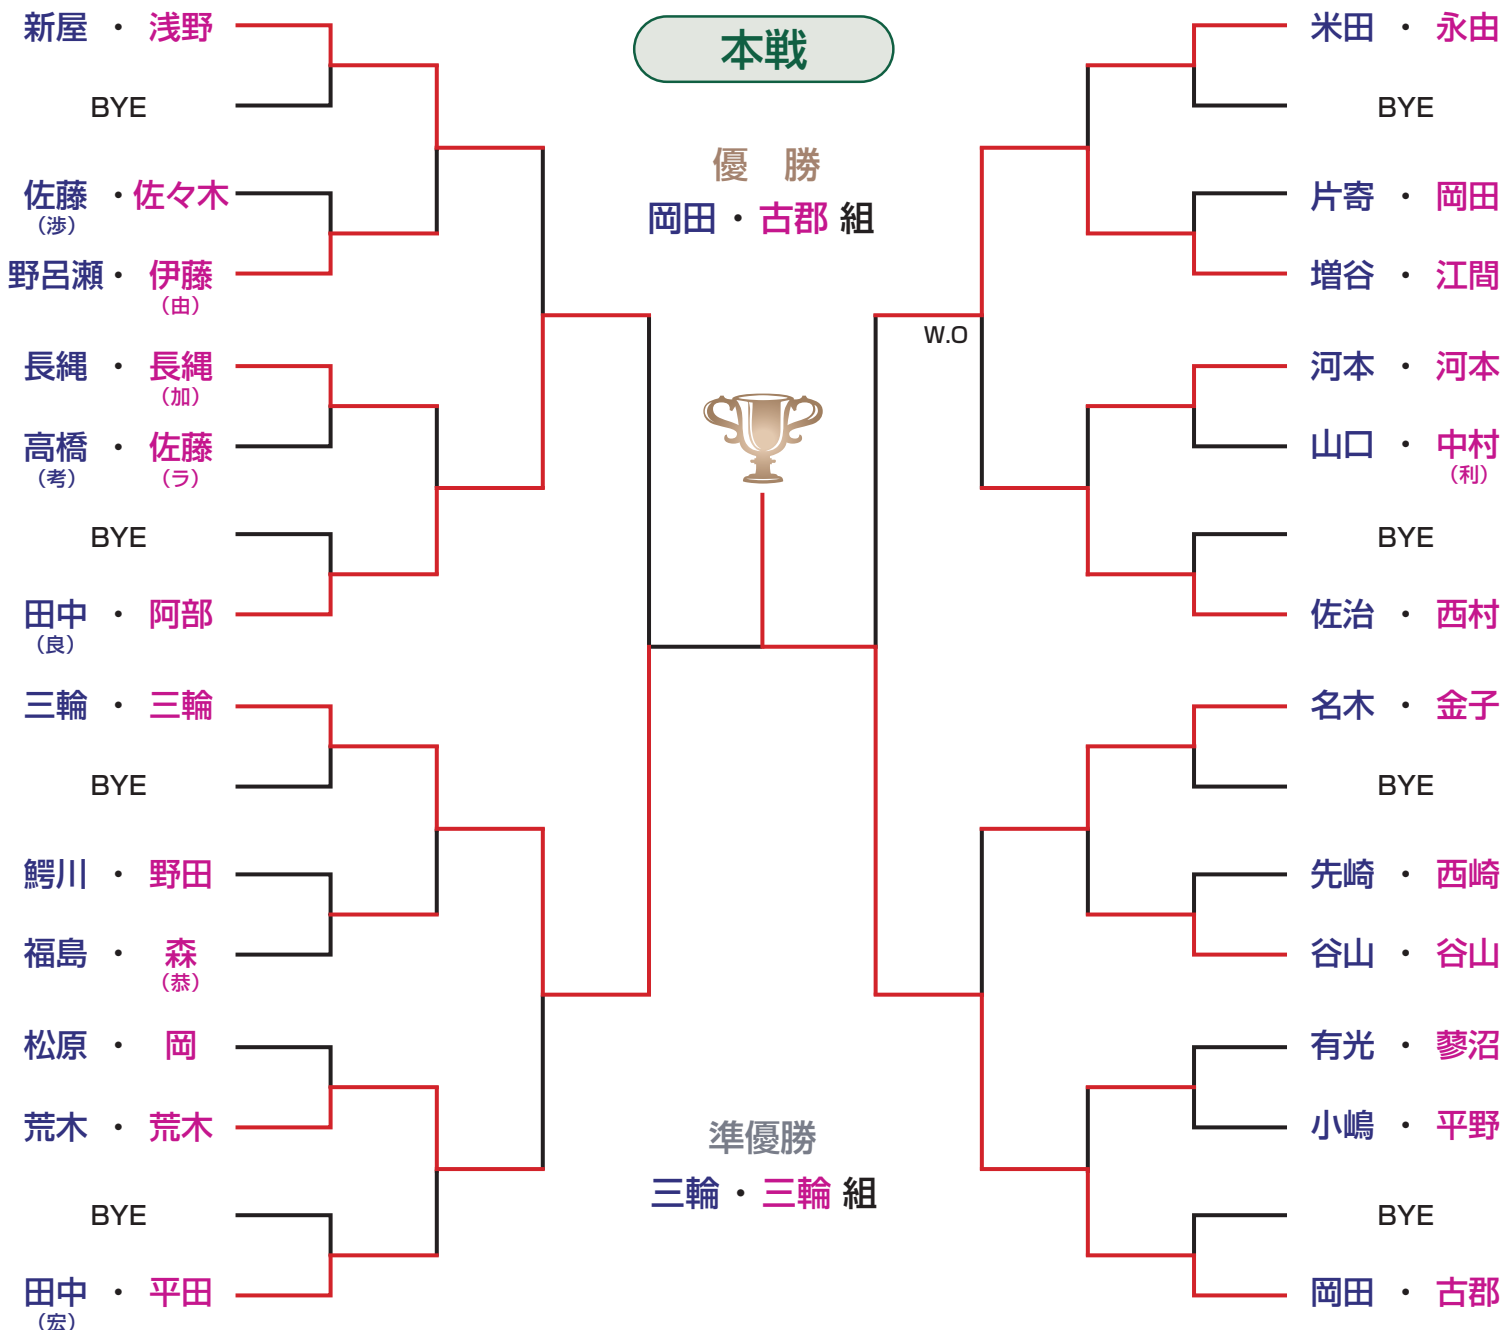 本戦
優 勝
岡田 ・ 古郡 組
新屋 ・ 浅野
BYE
佐藤 ・ 佐々木
(渉)
野呂瀬 ・ 伊藤
(由)
長縄 ・ 長縄
(加)
高橋 ・ 佐藤
(考) (ラ)
BYE
田中 ・ 阿部
(良)
三輪 ・ 三輪
BYE
鰐川 ・ 野田
福島 ・ 森
(恭)
松原 ・ 岡
荒木 ・ 荒木
BYE
田中 ・ 平田
(宏)
米田 ・ 永由
BYE
片寄 ・ 岡田
増谷 ・ 江間
W.O
河本 ・ 河本
山口 ・ 中村
(利)
BYE
佐治 ・ 西村
名木 ・ 金子
BYE
先崎 ・ 西崎
谷山 ・ 谷山
有光 ・ 蓼沼
小嶋 ・ 平野
BYE
岡田 ・ 古郡
準優勝
三輪 ・ 三輪 組